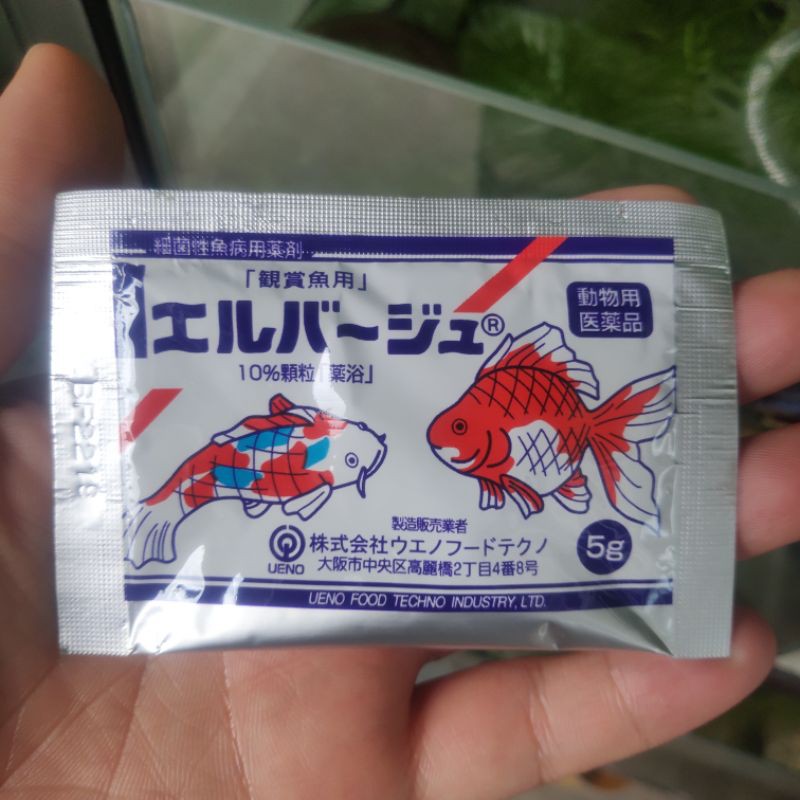 細菌性魚病用薬剤
「観賞魚用」
エルバージュ®
動物用
医薬品
10%顆粒「薬浴」
製造販売業者
UENO
株式会社ウエノフードテクノ
大阪市中央区高麗橋2丁目4番8号
5g
UENO FOOD TECHNO INDUSTRY, LTD.